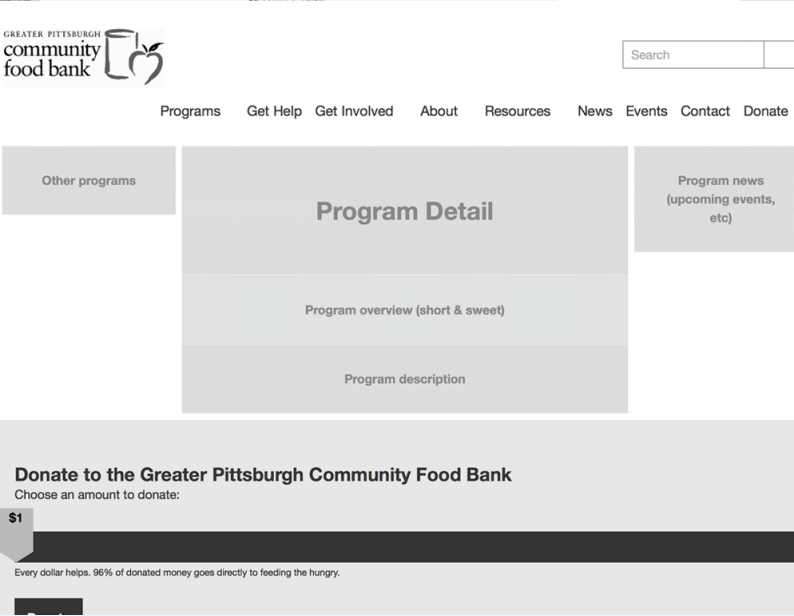 GREATER PITTSBURGH
community
food bank
Search
Programs Get Help Get Involved About Resources News Events Contact Donate
Other programs
Program Detail
Program news
(upcoming events,
etc)
Program overview (short & sweet)
Program description
Donate to the Greater Pittsburgh Community Food Bank
Choose an amount to donate:
$1
Every dollar helps. 96% of donated money goes directly to feeding the hungry.